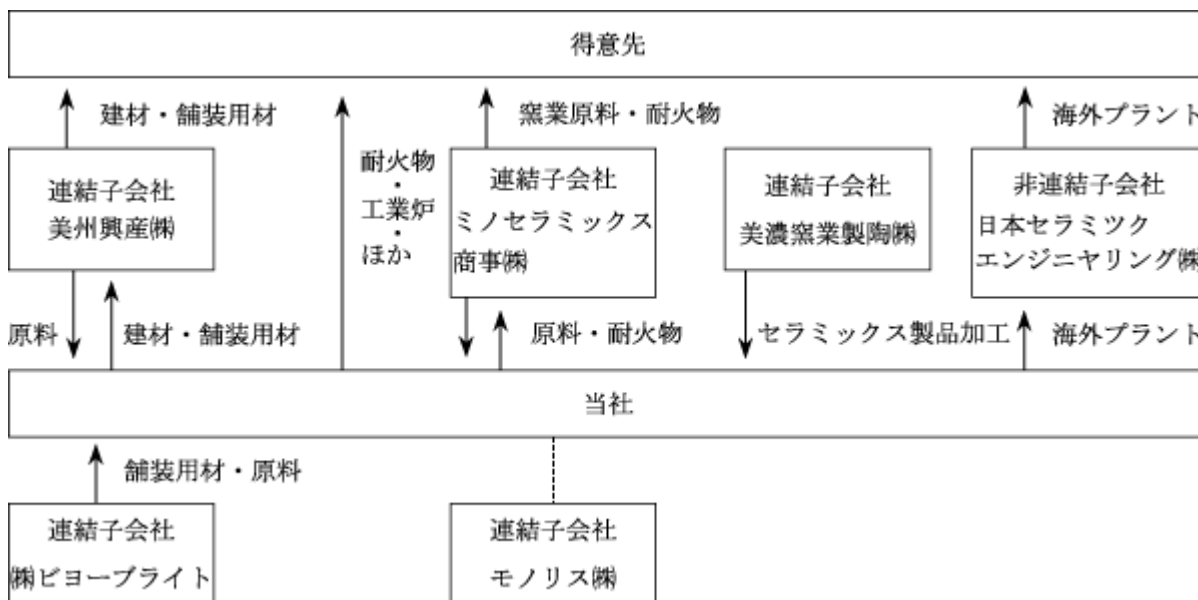 得意先
建材・舗装用材
窯業原料・耐火物
海外プラント
耐火物
・
工業炉
・
ほか
連結子会社
美州興産㈱
連結子会社
ミノセラミックス
商事㈱
連結子会社
美濃窯業製陶㈱
非連結子会社
日本セラミツク
エンジニヤリング㈱
原料
建材・舗装用材
原料・耐火物
セラミックス製品加工
海外プラント
当社
舗装用材・原料
連結子会社
㈱ビヨーブライト
連結子会社
モノリス㈱